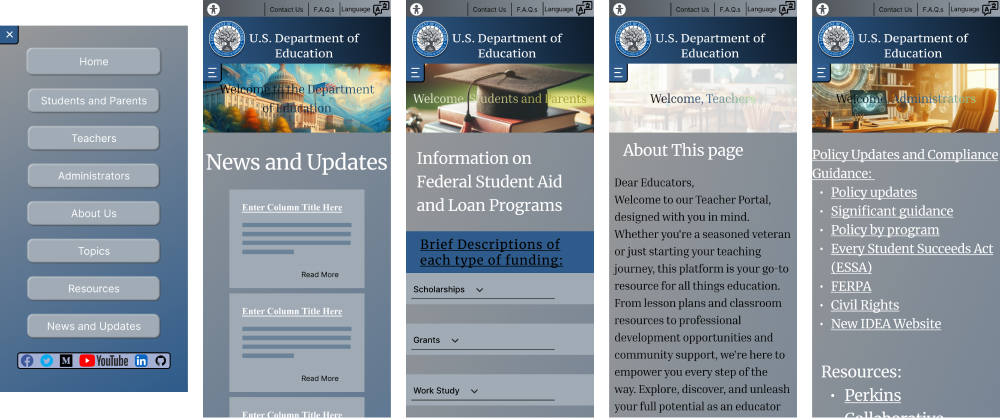 ×
Home
Students and Parents
Teachers
Administrators
About Us
Topics
Resources
News and Updates
M
YouTube
in
Contact Us
F.A.Q.s
Language
U.S. Department of
Education
Welcome to the Department
of Education
News and Updates
Enter Column Title Here
Read More
Enter Column Title Here
Read More
Enter Column Title Here
Contact Us
F.A.Q.s
Language
U.S. Department of
Education
Welcome, Students and Parents
Information on
Federal Student Aid
and Loan Programs
Brief Descriptions of
each type of funding:
Scholarships
Grants
Work Study
Contact Us
F.A.Q.s
Language
U.S. Department of
Education
Welcome, Teachers
About This page
Dear Educators,
Welcome to our Teacher Portal,
designed with you in mind.
Whether you're a seasoned veteran
or just starting your teaching
journey, this platform is your go-to
resource for all things education.
From lesson plans and classroom
resources to professional
development opportunities and
community support, we're here to
empower you every step of the
way. Explore, discover, and unleash
your full potential as an educator
Contact Us
F.A.Q.s
Language
U.S. Department of
Education
Welcome, Administrators
Policy Updates and Compliance
Guidance:
• Policy updates
• Significant guidance
• Policy by program
• Every Student Succeeds Act
(ESSA)
• FERPA
• Civil Rights
• New IDEA Website
Resources:
• Perkins
Collaborative